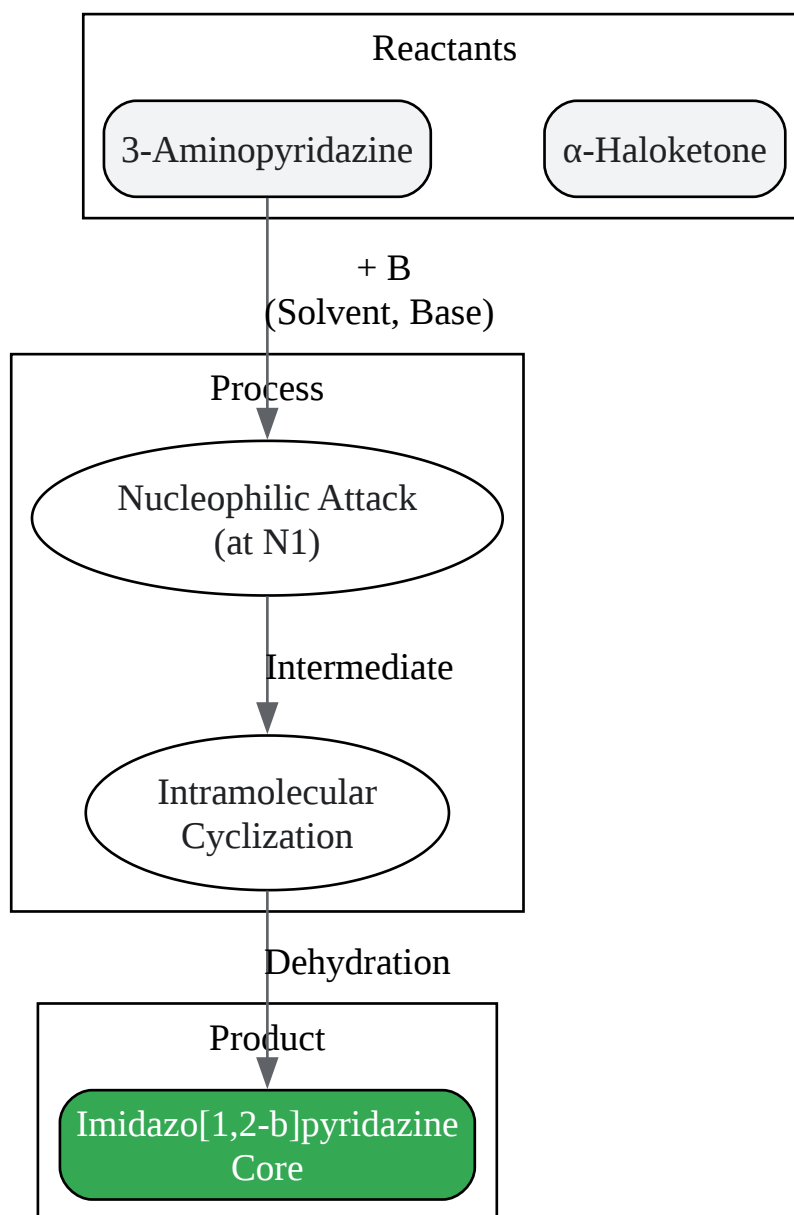 Reactants
3-Aminopyridazine
α-Haloketone
+ B
(Solvent, Base)
Process
Nucleophilic Attack
(at N1)
Intermediate
Intramolecular
Cyclization
Dehydration
Product
Imidazo[1,2-b]pyridazine
Core